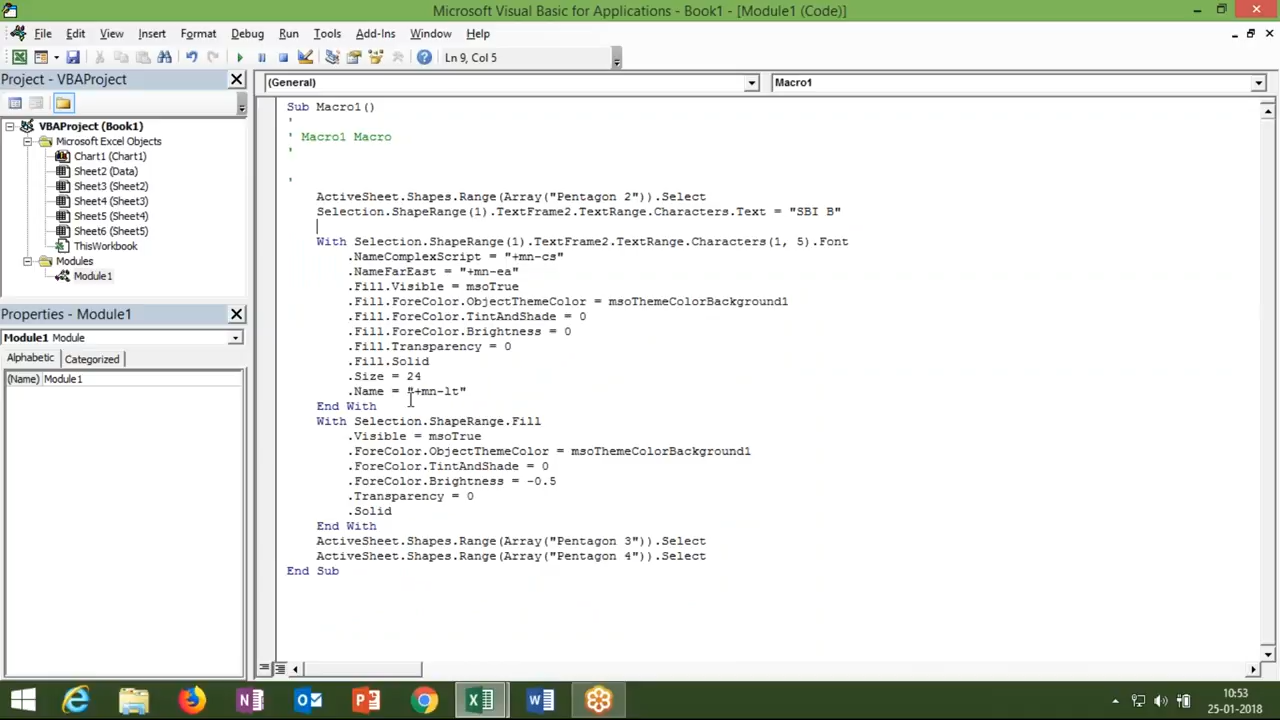 Microsoft Visual Basic for Applications - Book1 - [Module1 (Code)]
File Edit View Insert Format Debug Run Tools Add-Ins Window Help
Ln 9, Col 5
Project - VBAProject
(General)
Macro1
VBAProject (Book1)
Microsoft Excel Objects
Chart1 (Chart1)
Sheet2 (Data)
Sheet3 (Sheet2)
Sheet4 (Sheet3)
Sheet5 (Sheet4)
Sheet6 (Sheet5)
ThisWorkbook
Modules
Module1
Properties - Module1
Module1 Module
Alphabetic Categorized
(Name) Module1
Sub Macro1()
'
' Macro1 Macro
'
'
ActiveSheet.Shapes.Range(Array("Pentagon 2")).Select
Selection.ShapeRange(1).TextFrame2.TextRange.Characters.Text = "SBI B"
With Selection.ShapeRange(1).TextFrame2.TextRange.Characters(1, 5).Font
.NameComplexScript = "+mn-cs"
.NameFarEast = "+mn-ea"
.Fill.Visible = msoTrue
.Fill.ForeColor.ObjectThemeColor = msoThemeColorBackground1
.Fill.ForeColor.TintAndShade = 0
.Fill.ForeColor.Brightness = 0
.Fill.Transparency = 0
.Fill.Solid
.Size = 24
.Name = "+mn-lt"
End With
With Selection.ShapeRange.Fill
.Visible = msoTrue
.ForeColor.ObjectThemeColor = msoThemeColorBackground1
.ForeColor.TintAndShade = 0
.ForeColor.Brightness = -0.5
.Transparency = 0
.Solid
End With
ActiveSheet.Shapes.Range(Array("Pentagon 3")).Select
ActiveSheet.Shapes.Range(Array("Pentagon 4")).Select
End Sub
10:53
25-01-2018